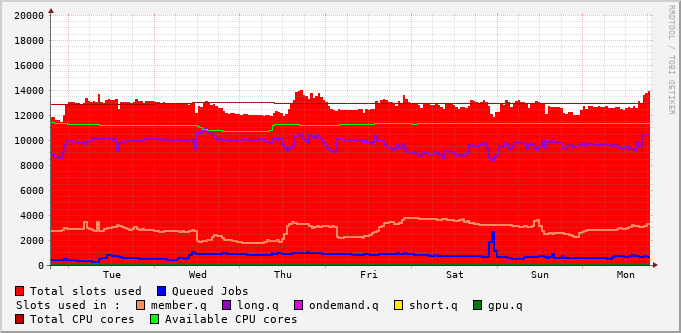 RRDTOOL / TOBI OETIKER
20000
18000
16000
14000
12000
10000
8000
6000
4000
2000
0
Tue Wed Thu Fri Sat Sun Mon
Total slots used Queued Jobs
Slots used in : member.q long.q ondemand.q short.q gpu.q
Total CPU cores Available CPU cores